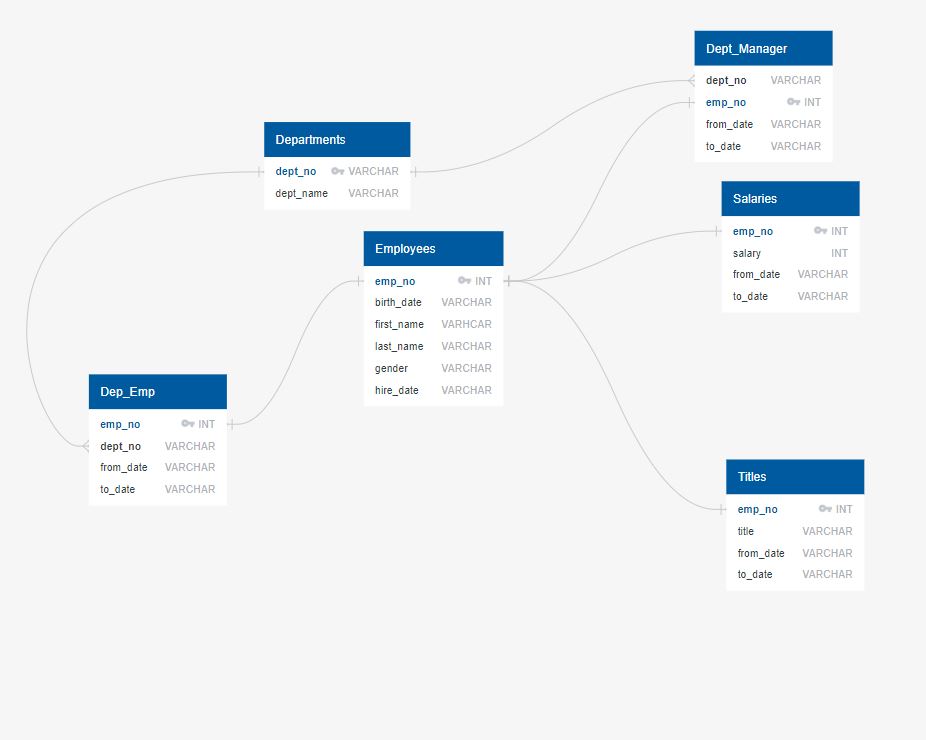 Dept_Manager
dept_no VARCHAR
emp_no INT
from_date VARCHAR
to_date VARCHAR
Departments
dept_no VARCHAR
dept_name VARCHAR
Salaries
emp_no INT
salary INT
from_date VARCHAR
to_date VARCHAR
Employees
emp_no INT
birth_date VARCHAR
first_name VARHCAR
last_name VARCHAR
gender VARCHAR
hire_date VARCHAR
Dep_Emp
emp_no INT
dept_no VARCHAR
from_date VARCHAR
to_date VARCHAR
Titles
emp_no INT
title VARCHAR
from_date VARCHAR
to_date VARCHAR